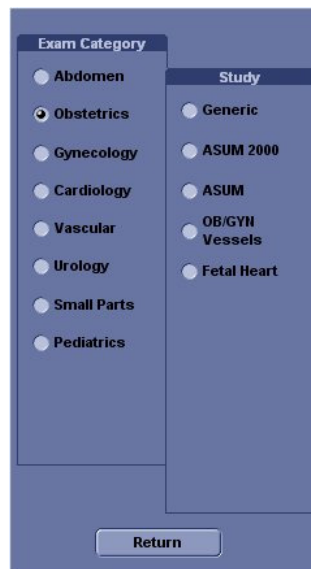 Exam Category
Abdomen
Obstetrics
Gynecology
Cardiology
Vascular
Urology
Small Parts
Pediatrics
Study
Generic
ASUM 2000
ASUM
OB/GYN
Vessels
Fetal Heart
Return